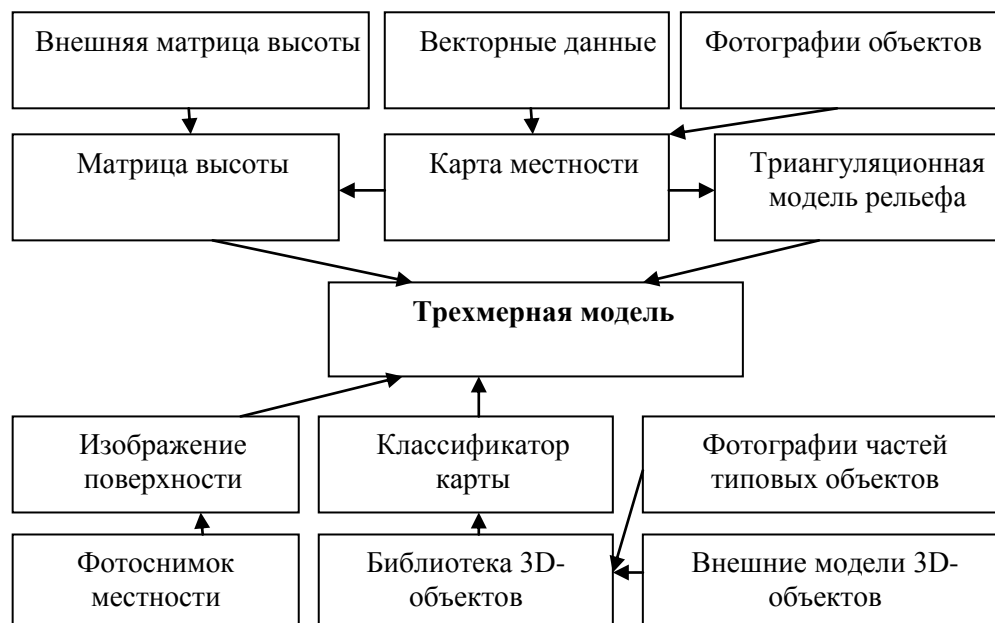 Внешняя матрица высоты
Векторные данные
Фотографии объектов
Матрица высоты
Карта местности
Триангуляционная
модель рельефа
Трехмерная модель
Изображение
поверхности
Классификатор
карты
Фотографии частей
типовых объектов
Фотоснимок
местности
Библиотека 3D-
объектов
Внешние модели 3D-
объектов